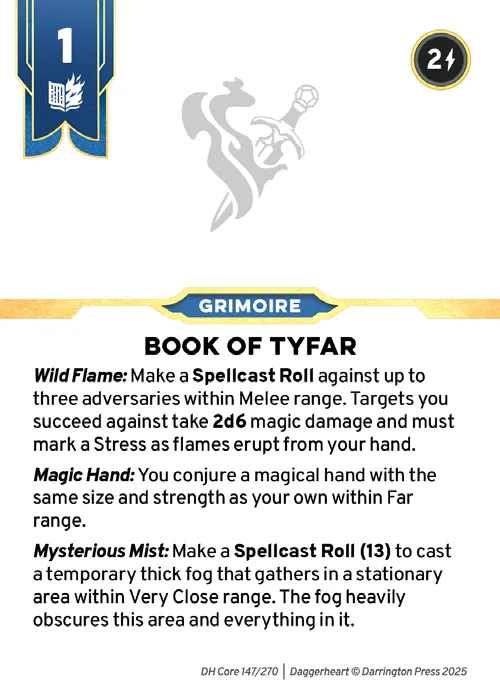 1
2
GRIMOIRE
BOOK OF TYFAR
Wild Flame: Make a Spellcast Roll against up to
three adversaries within Melee range. Targets you
succeed against take 2d6 magic damage and must
mark a Stress as flames erupt from your hand.
Magic Hand: You conjure a magical hand with the
same size and strength as your own within Far
range.
Mysterious Mist: Make a Spellcast Roll (13) to cast
a temporary thick fog that gathers in a stationary
area within Very Close range. The fog heavily
obscures this area and everything in it.
DH Core 147/270 | Daggerheart © Darrington Press 2025